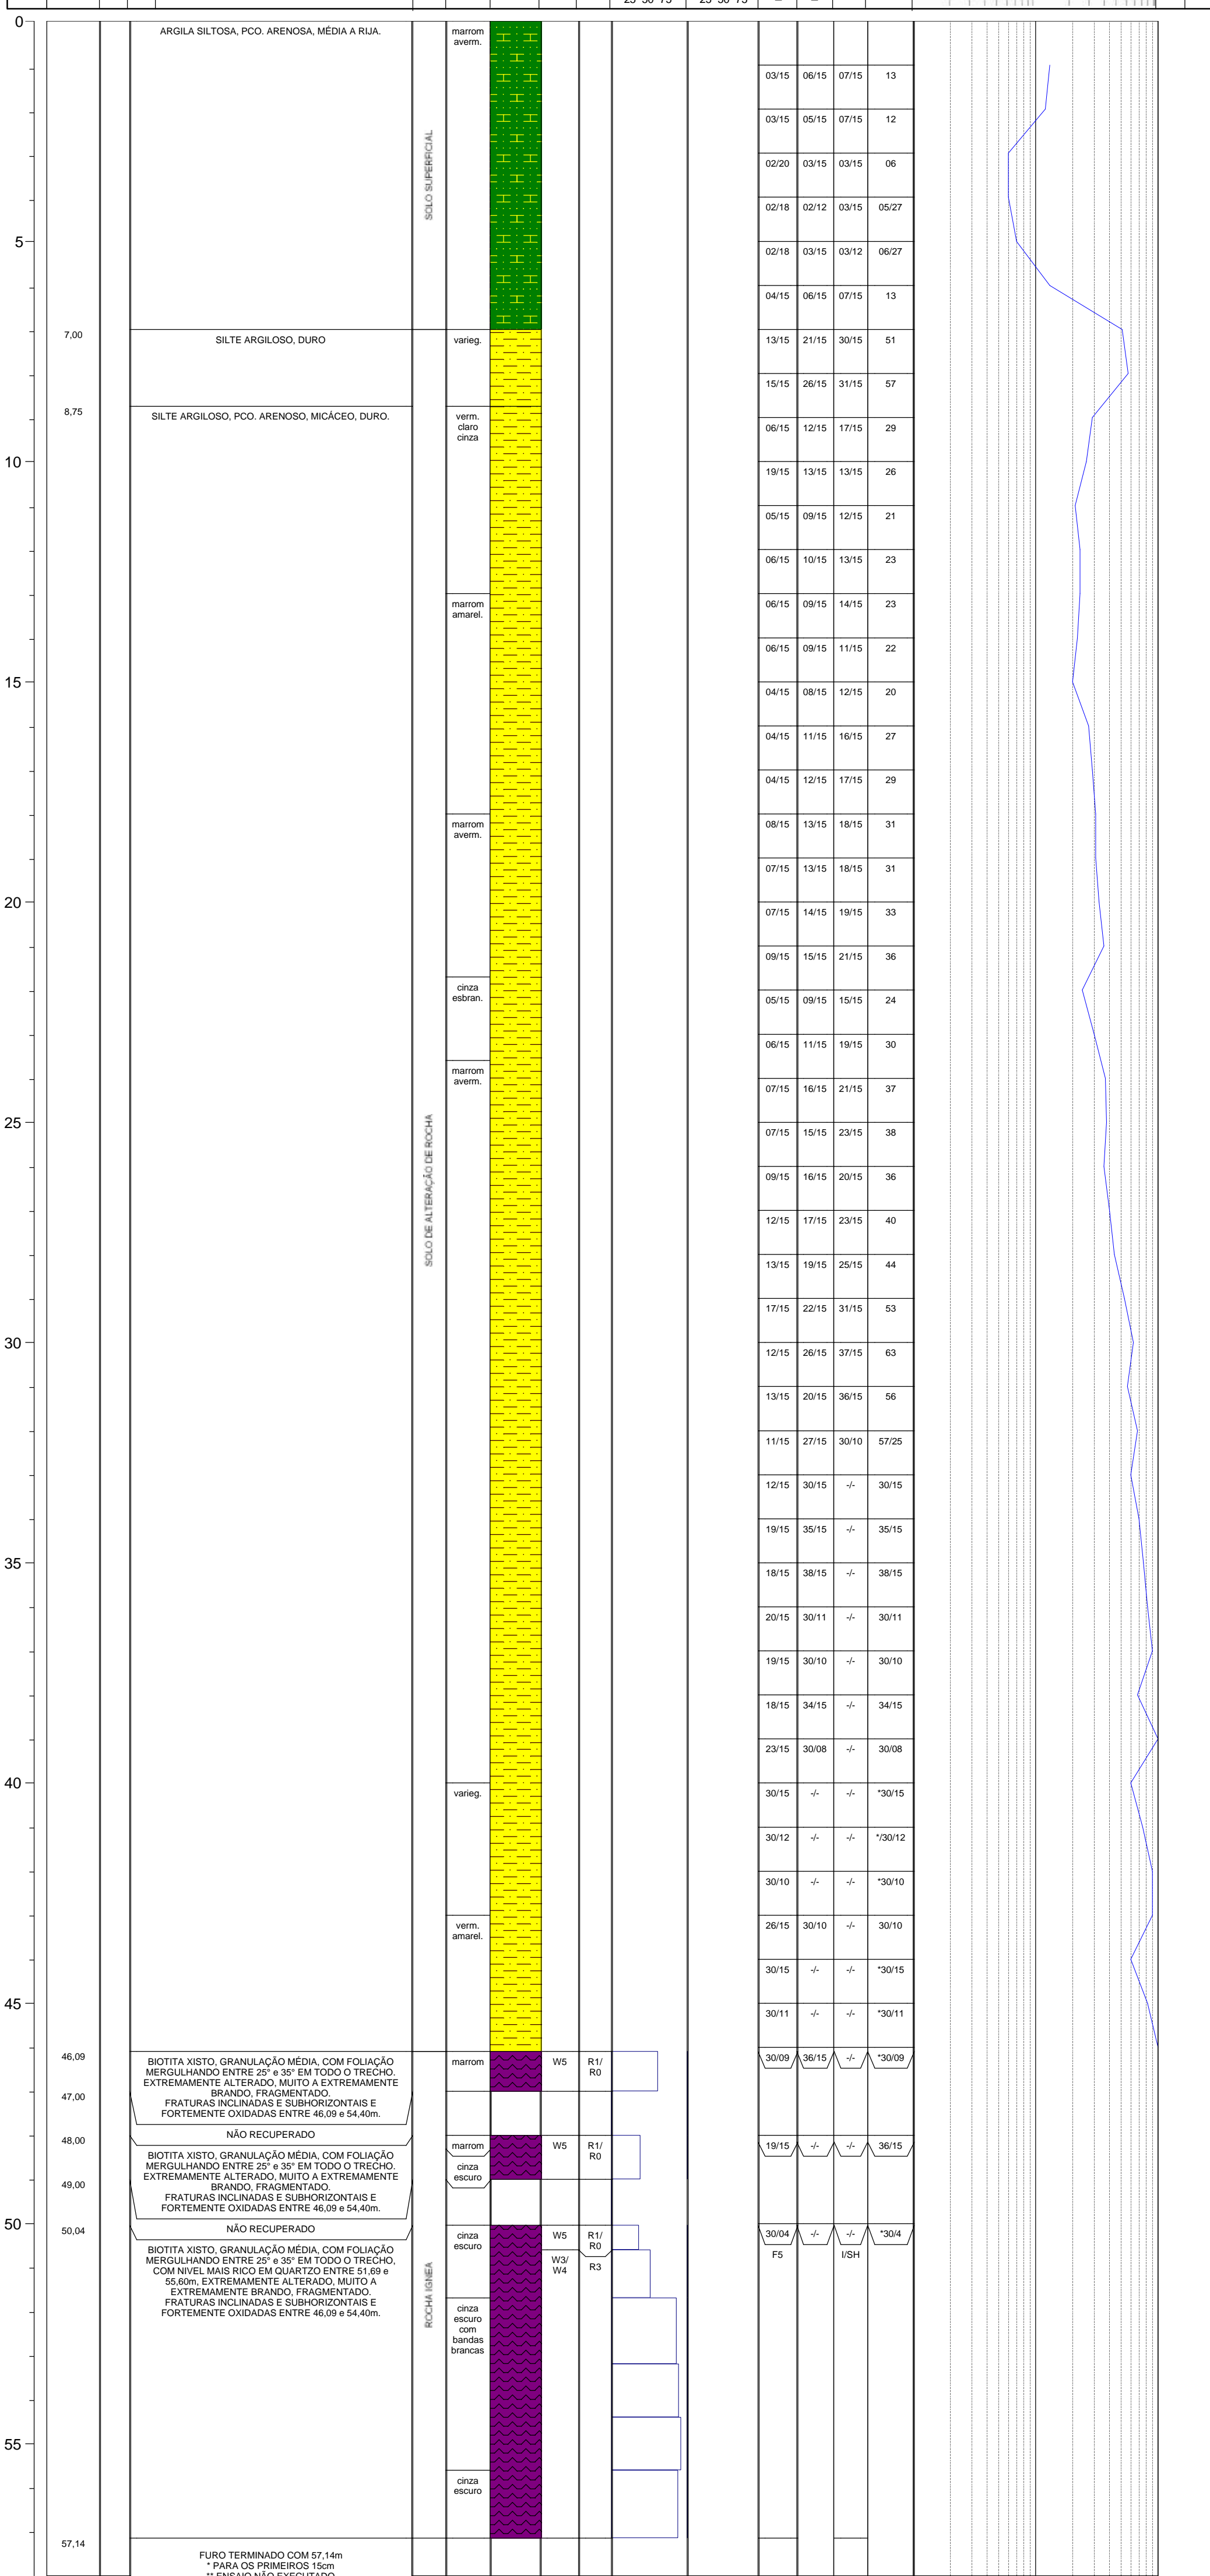 0
ARGILA SILTOSA, PCO. ARENOSA, MÉDIA A RIJA.
marrom
averm.
SOLO SUPERFICIAL
03/15 06/15 07/15 13
03/15 05/15 07/15 12
02/20 03/15 03/15 06
02/18 02/12 03/15 05/27
5
02/18 03/15 03/12 06/27
04/15 06/15 07/15 13
7,00
SILTE ARGILOSO, DURO
varieg.
13/15 21/15 30/15 51
15/15 26/15 31/15 57
8,75
SILTE ARGILOSO, PCO. ARENOSO, MICÁCEO, DURO.
verm.
claro
cinza
06/15 12/15 17/15 29
10
19/15 13/15 13/15 26
05/15 09/15 12/15 21
06/15 10/15 13/15 23
marrom
amarel.
06/15 09/15 14/15 23
06/15 09/15 11/15 22
15
04/15 08/15 12/15 20
04/15 11/15 16/15 27
04/15 12/15 17/15 29
marrom
averm.
08/15 13/15 18/15 31
07/15 13/15 18/15 31
20
07/15 14/15 19/15 33
09/15 15/15 21/15 36
cinza
esbran.
05/15 09/15 15/15 24
06/15 11/15 19/15 30
marrom
averm.
07/15 16/15 21/15 37
25
07/15 15/15 23/15 38
SOLO DE ALTERAÇÃO DE ROCHA
09/15 16/15 20/15 36
12/15 17/15 23/15 40
13/15 19/15 25/15 44
17/15 22/15 31/15 53
30
12/15 26/15 37/15 63
13/15 20/15 36/15 56
11/15 27/15 30/10 57/25
12/15 30/15 -/- 30/15
19/15 35/15 -/- 35/15
35
18/15 38/15 -/- 38/15
20/15 30/11 -/- 30/11
19/15 30/10 -/- 30/10
18/15 34/15 -/- 34/15
23/15 30/08 -/- 30/08
40
varieg.
30/15 -/- -/- *30/15
30/12 -/- -/- */30/12
30/10 -/- -/- *30/10
verm.
amarel.
26/15 30/10 -/- 30/10
30/15 -/- -/- *30/15
45
30/11 -/- -/- *30/11
46,09
BIOTITA XISTO, GRANULAÇÃO MÉDIA, COM FOLIAÇÃO
MERGULHANDO ENTRE 25° e 35° EM TODO O TRECHO.
EXTREMAMENTE ALTERADO, MUITO A EXTREMAMENTE
BRANDO, FRAGMENTADO.
FRATURAS INCLINADAS E SUBHORIZONTAIS E
FORTEMENTE OXIDADAS ENTRE 46,09 e 54,40m.
marrom
W5
R1/
R0
30/09 36/15 -/- *30/09
47,00
NÃO RECUPERADO
48,00
BIOTITA XISTO, GRANULAÇÃO MÉDIA, COM FOLIAÇÃO
MERGULHANDO ENTRE 25° e 35° EM TODO O TRECHO.
EXTREMAMENTE ALTERADO, MUITO A EXTREMAMENTE
BRANDO, FRAGMENTADO.
FRATURAS INCLINADAS E SUBHORIZONTAIS E
FORTEMENTE OXIDADAS ENTRE 46,09 e 54,40m.
marrom
cinza
escuro
W5
R1/
R0
19/15 -/- -/- 36/15
49,00
NÃO RECUPERADO
50
50,04
BIOTITA XISTO, GRANULAÇÃO MÉDIA, COM FOLIAÇÃO
MERGULHANDO ENTRE 25° e 35° EM TODO O TRECHO,
COM NIVEL MAIS RICO EM QUARTZO ENTRE 51,69 e
55,60m, EXTREMAMENTE ALTERADO, MUITO A
EXTREMAMENTE BRANDO, FRAGMENTADO.
FRATURAS INCLINADAS E SUBHORIZONTAIS E
FORTEMENTE OXIDADAS ENTRE 46,09 e 54,40m.
ROCHA IGNEA
cinza
escuro
W5
R1/
R0
30/04 -/- -/- *30/4
W3/
W4
R3
F5
I/SH
cinza
escuro
com
bandas
brancas
55
cinza
escuro
57,14
FURO TERMINADO COM 57,14m
* PARA OS PRIMEIROS 15cm
** ENSAIO NÃO EXECUTADO